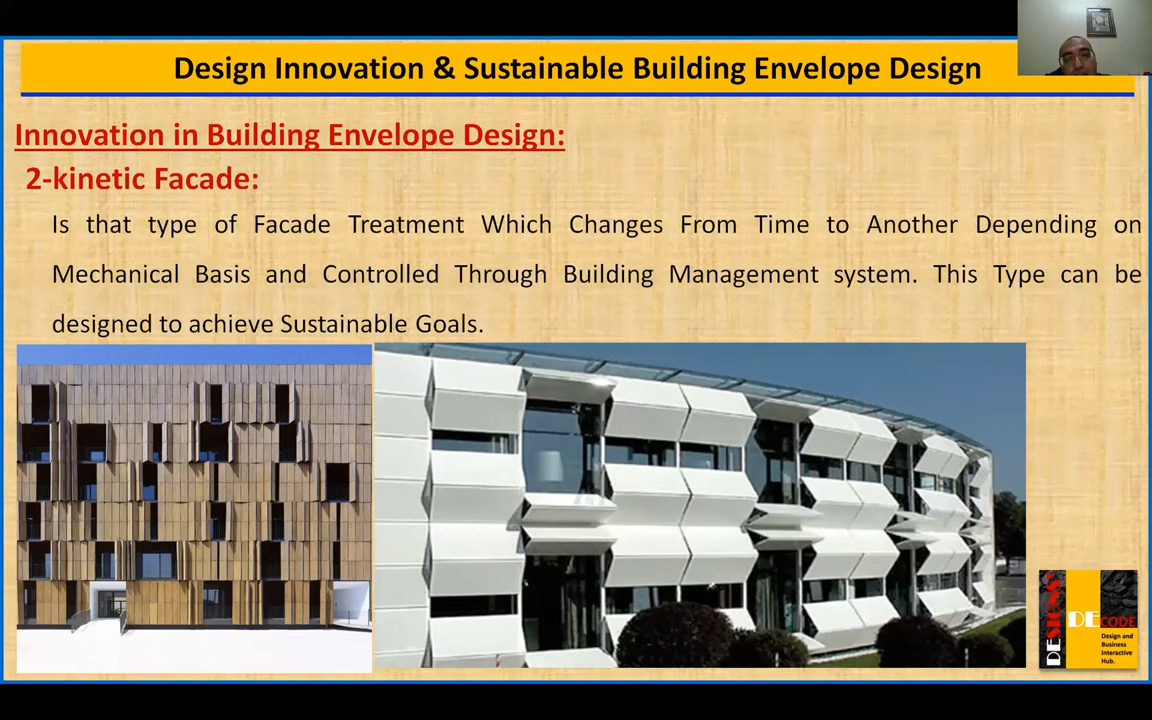 Design Innovation & Sustainable Building Envelope Design
Innovation in Building Envelope Design:
2-kinetic Facade:
Is that type of Facade Treatment Which Changes From Time to Another Depending on
Mechanical Basis and Controlled Through Building Management system. This Type can be
designed to achieve Sustainable Goals.
DESIGNS
DECODE
Design and
Business
Interactive
Hub.